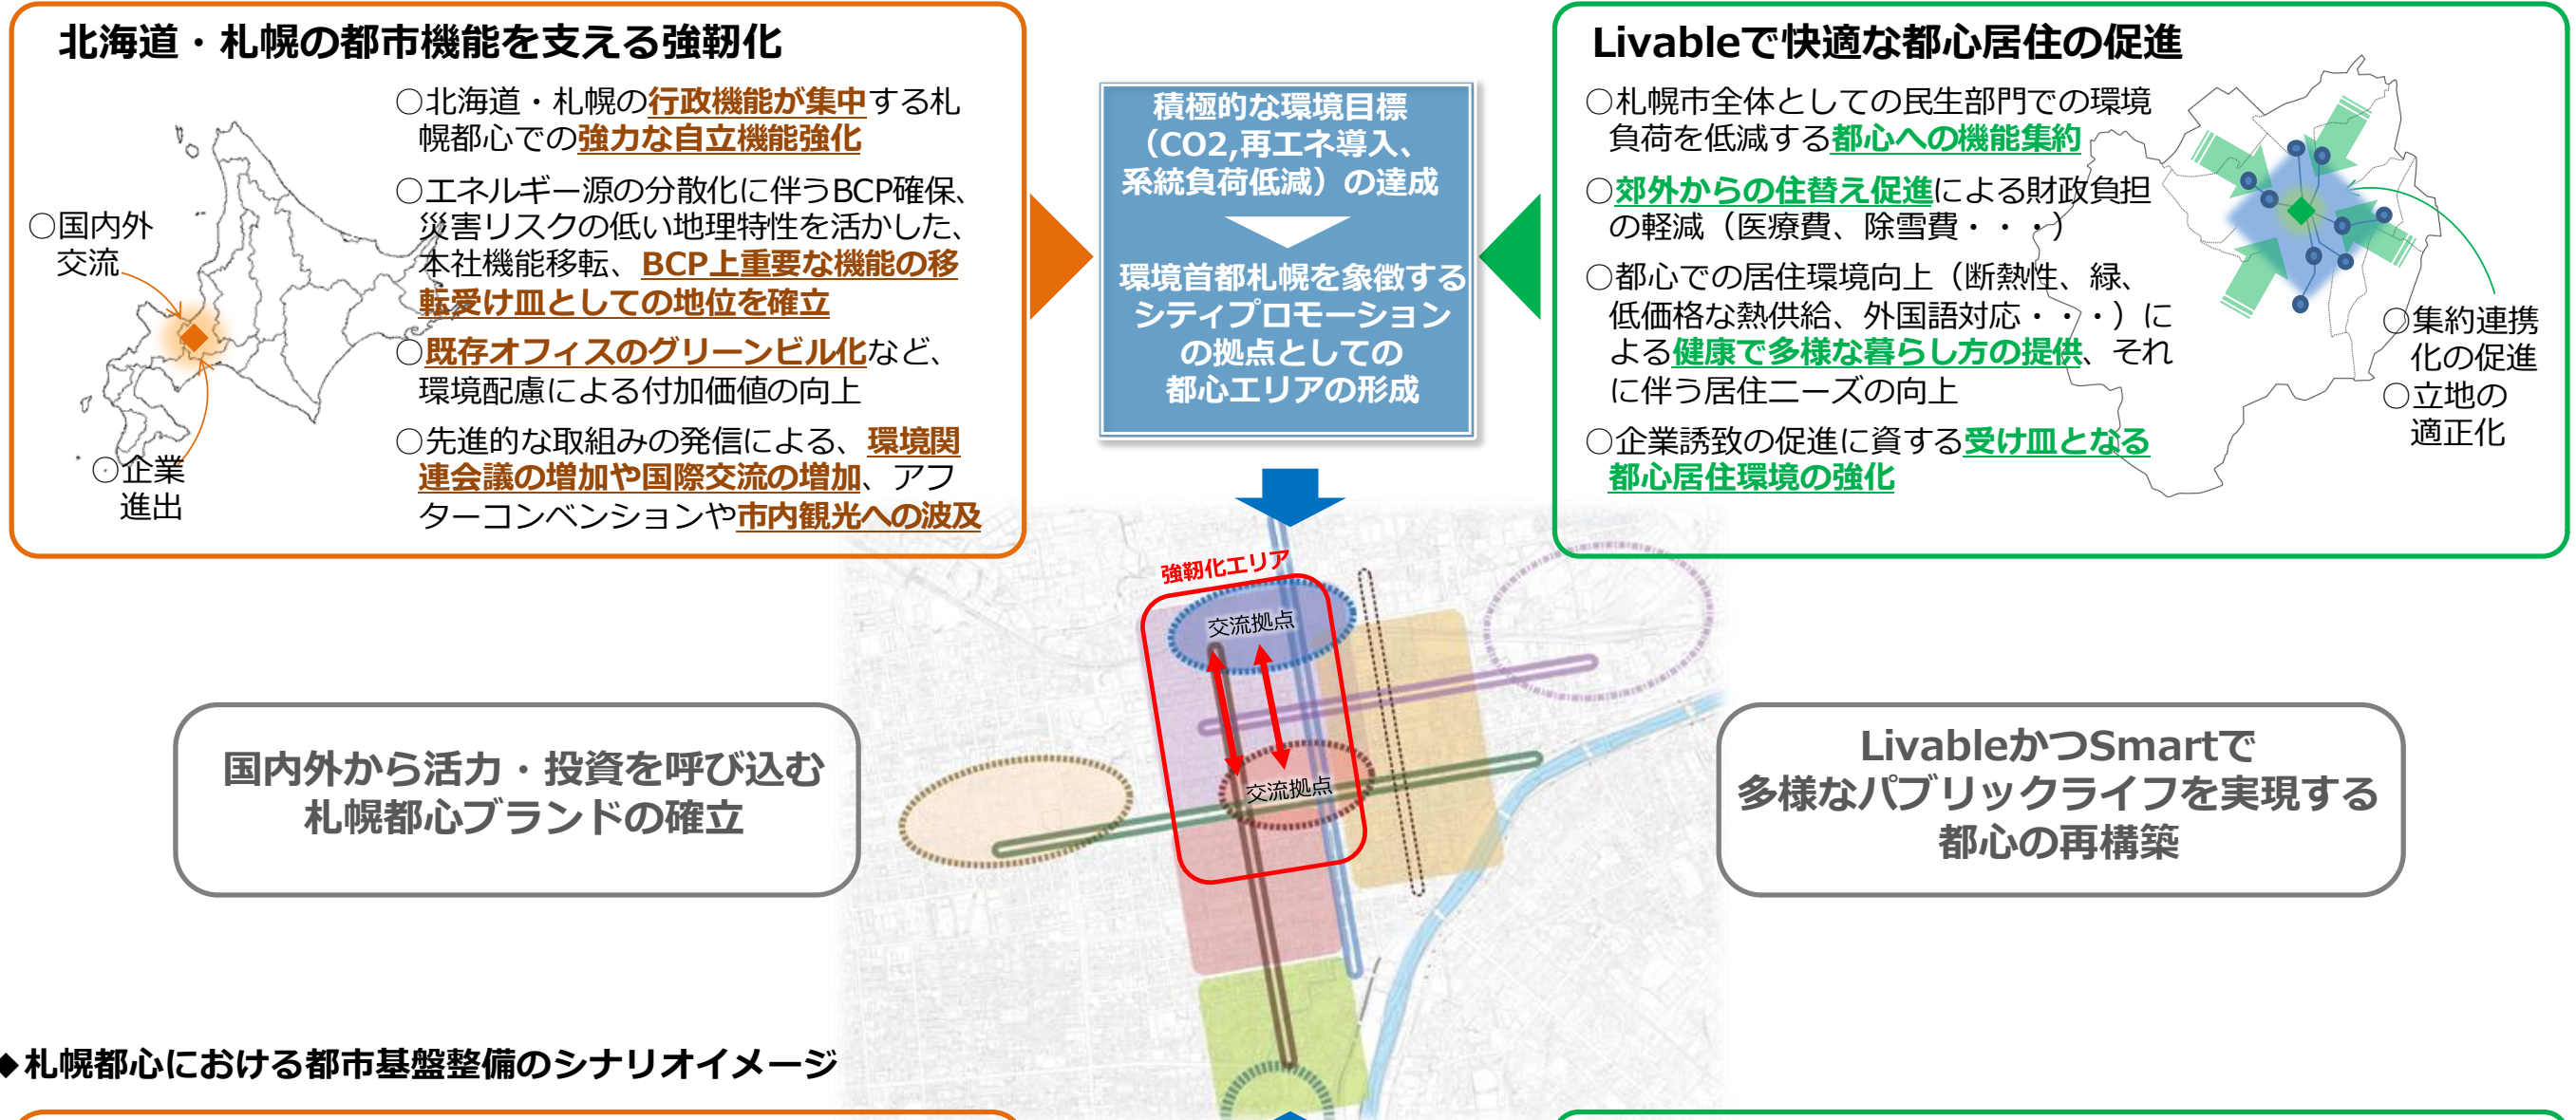 北海道・札幌の都市機能を支える強靭化
○北海道・札幌の行政機能が集中する札
幌都心での強力な自立機能強化
○エネルギー源の分散化に伴うBCP確保、
災害リスクの低い地理特性を活かした、
本社機能移転、BCP上重要な機能の移
転受け皿としての地位を確立
○既存オフィスのグリーンビル化など、
環境配慮による付加価値の向上
○先進的な取組みの発信による、環境関
連会議の増加や国際交流の増加、アフ
ターコンベンションや市内観光への波及
○国内外
交流
○企業
進出
積極的な環境目標
（CO2,再エネ導入、
系統負荷低減）の達成
環境首都札幌を象徴する
シティプロモーション
の拠点としての
都心エリアの形成
Livableで快適な都心居住の促進
○札幌市全体としての民生部門での環境
負荷を低減する都心への機能集約
○郊外からの住替え促進による財政負担
の軽減（医療費、除雪費・・・）
○都心での居住環境向上（断熱性、緑、
低価格な熱供給、外国語対応・・・）に
よる健康で多様な暮らし方の提供、それ
に伴う居住ニーズの向上
○企業誘致の促進に資する受け皿となる
都心居住環境の強化
○集約連携
化の促進
○立地の
適正化
強靭化エリア
交流拠点
交流拠点
国内外から活力・投資を呼び込む
札幌都心ブランドの確立
LivableかつSmartで
多様なパブリックライフを実現する
都心の再構築
◆札幌都心における都市基盤整備のシナリオイメージ